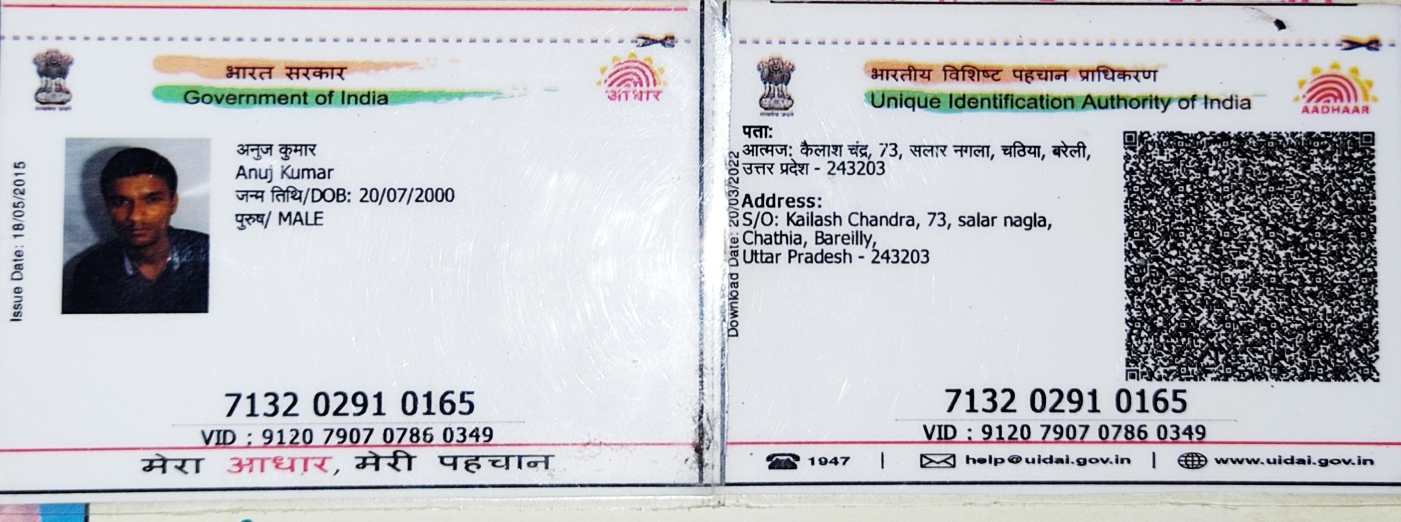 भारत सरकार
Government of India
आधार
Issue Date: 18/05/2015
अनुज कुमार
Anuj Kumar
जन्म तिथि/DOB: 20/07/2000
पुरुष/ MALE
7132 0291 0165
VID : 9120 7907 0786 0349
मेरा आधार, मेरी पहचान
भारतीय विशिष्ट पहचान प्राधिकरण
Unique Identification Authority of India
AADHAAR
Download Date: 20/03/2022
पता:
आत्मज: कैलाश चंद्र, 73, सलार नगला, चठिया, बरेली,
उत्तर प्रदेश - 243203
Address:
S/O: Kailash Chandra, 73, salar nagla,
Chathia, Bareilly,
Uttar Pradesh - 243203
7132 0291 0165
VID : 9120 7907 0786 0349
1947 | help@uidai.gov.in | www.uidai.gov.in